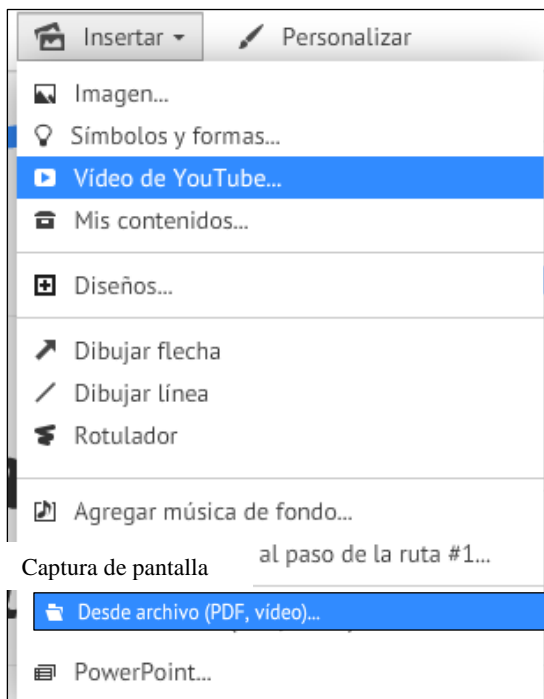 Insertar Personalizar
Imagen...
Símbolos y formas...
Vídeo de YouTube...
Mis contenidos...
Diseños...
Dibujar flecha
Dibujar línea
Rotulador
Agregar música de fondo...
al paso de la ruta #1...
Captura de pantalla
Desde archivo (PDF, vídeo)...
PowerPoint...